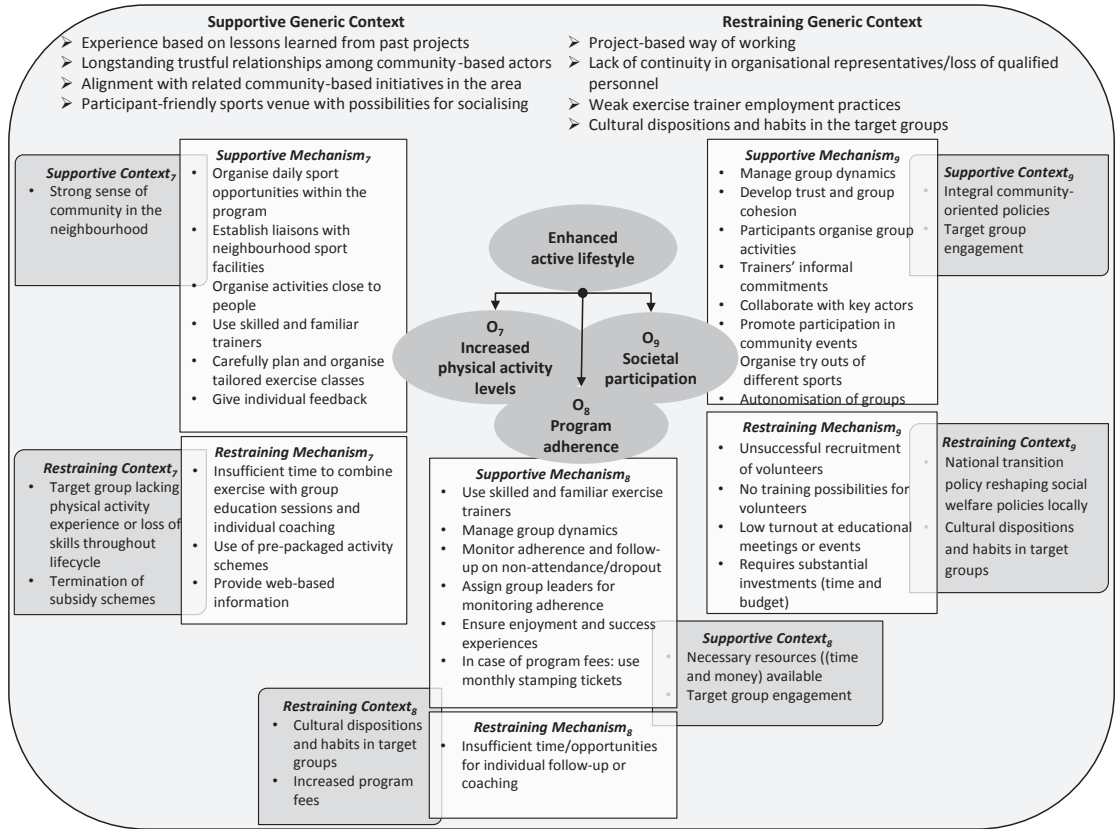 Supportive Generic Context
➢ Experience based on lessons learned from past projects
➢ Longstanding trustful relationships among community-based actors
➢ Alignment with related community-based initiatives in the area
➢ Participant-friendly sports venue with possibilities for socialising
Restraining Generic Context
➢ Project-based way of working
➢ Lack of continuity in organisational representatives/loss of qualified
personnel
➢ Weak exercise trainer employment practices
➢ Cultural dispositions and habits in the target groups
Supportive Context7
• Strong sense of
community in the
neighbourhood
Supportive Mechanism7
• Organise daily sport
opportunities within the
program
• Establish liaisons with
neighbourhood sport
facilities
• Organise activities close to
people
• Use skilled and familiar
trainers
• Carefully plan and organise
tailored exercise classes
• Give individual feedback
Enhanced
active lifestyle
O7
Increased
physical activity
levels
O9
Societal
participation
O8
Program
adherence
Supportive Mechanism9
• Manage group dynamics
• Develop trust and group
cohesion
• Participants organise group
activities
• Trainers’ informal
commitments
• Collaborate with key actors
• Promote participation in
community events
• Organise try outs of
different sports
• Autonomisation of groups
Supportive Context9
• Integral community-
oriented policies
• Target group
engagement
Restraining Context7
• Target group lacking
physical activity
experience or loss of
skills throughout
lifecycle
• Termination of
subsidy schemes
Restraining Mechanism7
• Insufficient time to combine
exercise with group
education sessions and
individual coaching
• Use of pre-packaged activity
schemes
• Provide web-based
information
Restraining Mechanism9
• Unsuccessful recruitment
of volunteers
• No training possibilities for
volunteers
• Low turnout at educational
meetings or events
• Requires substantial
investments (time and
budget)
Restraining Context9
• National transition
policy reshaping social
welfare policies locally
• Cultural dispositions
and habits in target
groups
Supportive Mechanism8
• Use skilled and familiar exercise
trainers
• Manage group dynamics
• Monitor adherence and follow-
up on non-attendance/dropout
• Assign group leaders for
monitoring adherence
• Ensure enjoyment and success
experiences
• In case of program fees: use
monthly stamping tickets
Supportive Context8
• Necessary resources ((time
and money) available
• Target group engagement
Restraining Context8
• Cultural dispositions
and habits in target
groups
• Increased program
fees
Restraining Mechanism8
• Insufficient time/opportunities
for individual follow-up or
coaching